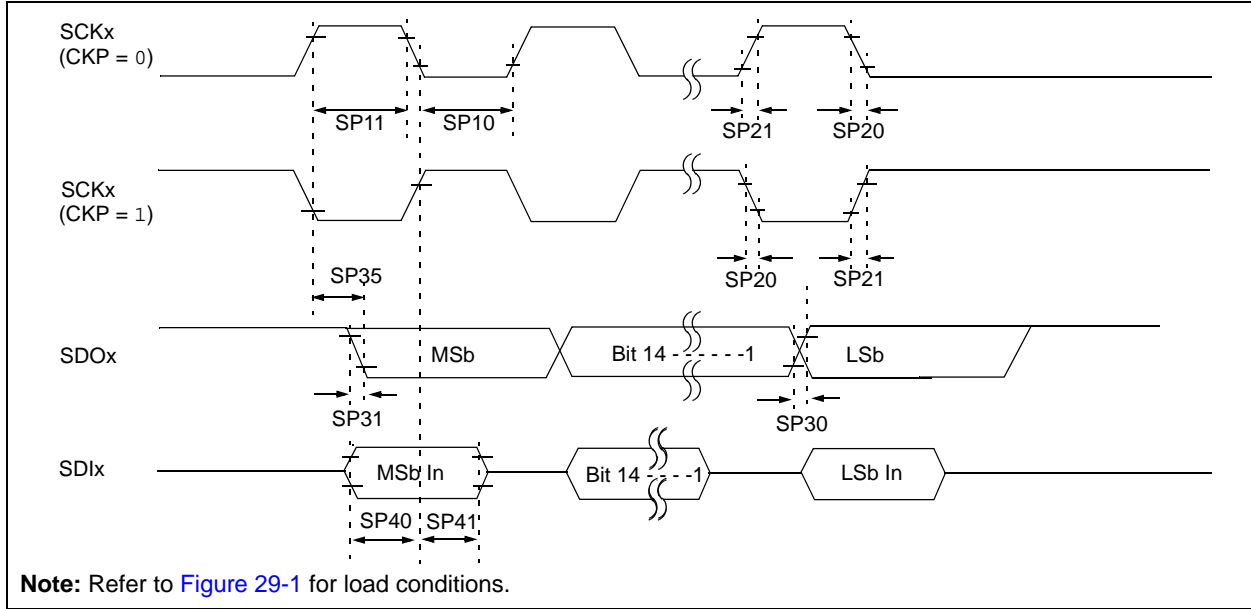 SCKx
(CKP = 0)
SP11
SP10
SP21
SP20
SCKx
(CKP = 1)
SP35
SP20
SP21
SDOx
MSb
Bit 14 - - - - - -1
LSb
SP31
SP30
SDIx
MSb In
Bit 14 - - - -1
LSb In
SP40
SP41
Note: Refer to Figure 29-1 for load conditions.